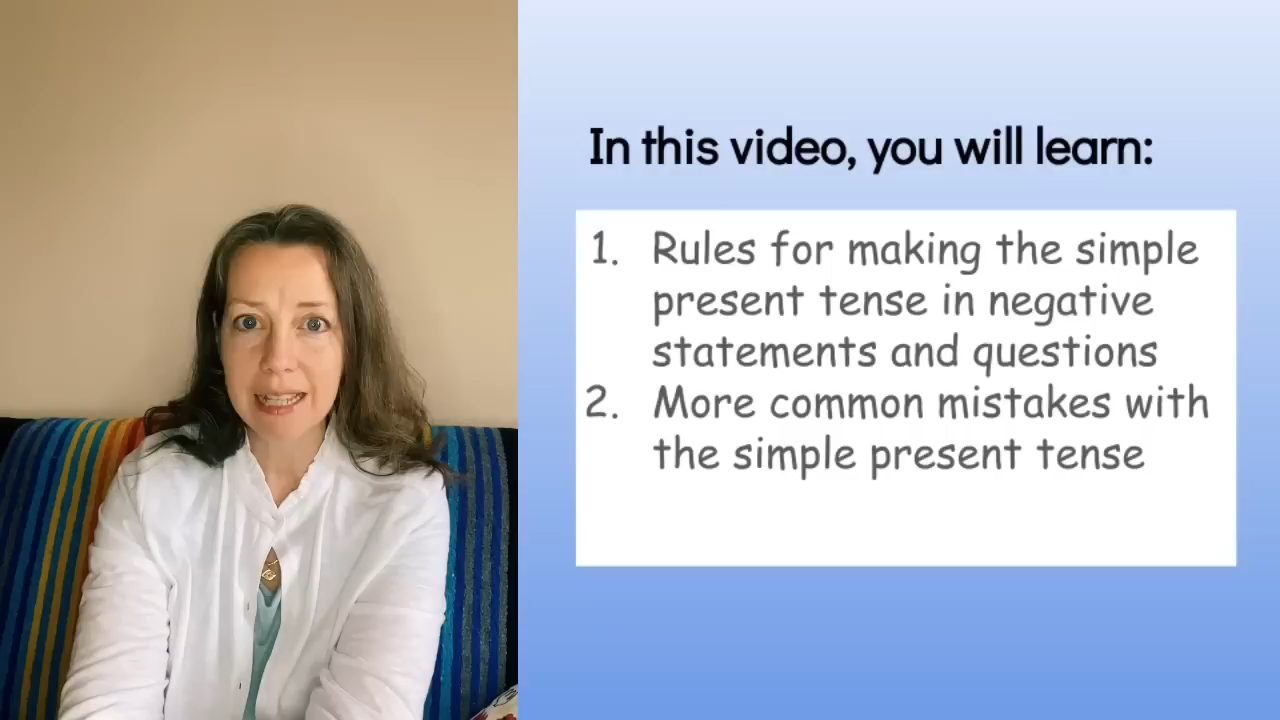 In this video, you will learn:
1. Rules for making the simple
present tense in negative
statements and questions
2. More common mistakes with
the simple present tense